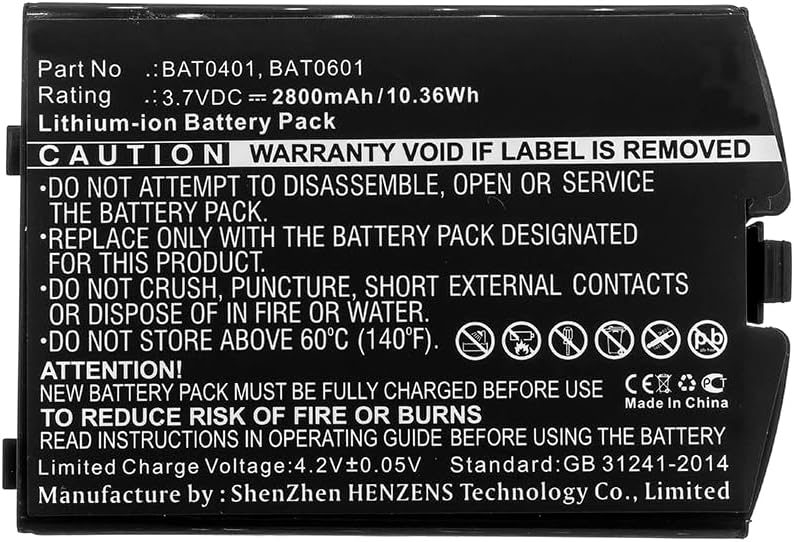 Part No .: BAT0401, BAT0601
Rating .: 3.7VDC ⎓ 2800mAh/10.36Wh
Lithium-ion Battery Pack
CAUTION WARRANTY VOID IF LABEL IS REMOVED
•DO NOT ATTEMPT TO DISASSEMBLE, OPEN OR SERVICE
THE BATTERY PACK.
•REPLACE ONLY WITH THE BATTERY PACK DESIGNATED
FOR THIS PRODUCT.
•DO NOT CRUSH, PUNCTURE, SHORT EXTERNAL CONTACTS
OR DISPOSE OF IN FIRE OR WATER.
•DO NOT STORE ABOVE 60ºC (140ºF).
pb
ATTENTION!
NEW BATTERY PACK MUST BE FULLY CHARGED BEFORE USE
CE
Made In China
TO REDUCE RISK OF FIRE OR BURNS
READ INSTRUCTIONS IN OPERATING GUIDE BEFORE USING THE BATTERY
Limited Charge Voltage:4.2V±0.05V Standard:GB 31241-2014
Manufacture by : ShenZhen HENZENS Technology Co., Limited